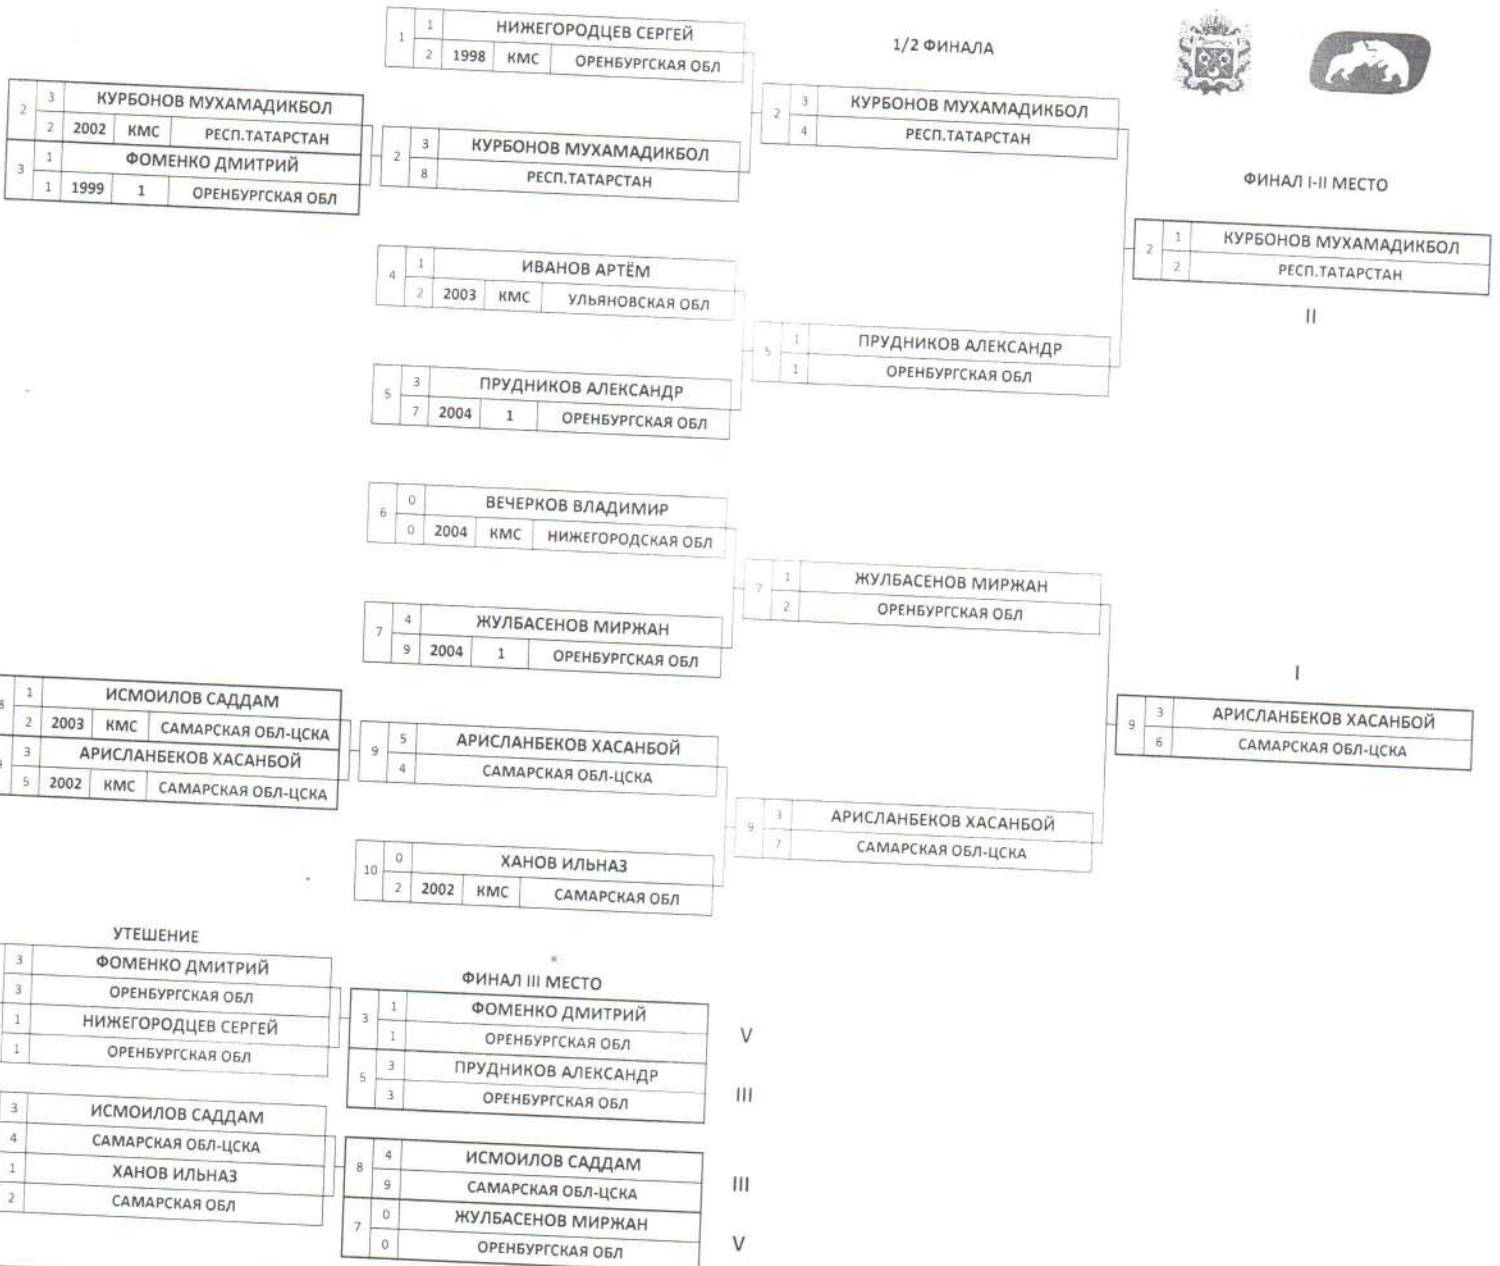 1 1 НИЖЕГОРОДЦЕВ СЕРГЕЙ
2 1998 КМС ОРЕНБУРГСКАЯ ОБЛ
2 3 КУРБОНОВ МУХАМАДИКБОЛ
2 2002 КМС РЕСП.ТАТАРСТАН
3 1 ФОМЕНКО ДМИТРИЙ
1 1999 1 ОРЕНБУРГСКАЯ ОБЛ
2 3 КУРБОНОВ МУХАМАДИКБОЛ
8 РЕСП.ТАТАРСТАН
4 1 ИВАНОВ АРТЁМ
2 2003 КМС УЛЬЯНОВСКАЯ ОБЛ
5 3 ПРУДНИКОВ АЛЕКСАНДР
7 2004 1 ОРЕНБУРГСКАЯ ОБЛ
6 0 ВЕЧЕРКОВ ВЛАДИМИР
0 2004 КМС НИЖЕГОРОДСКАЯ ОБЛ
7 4 ЖУЛБАСЕНОВ МИРЖАН
9 2004 1 ОРЕНБУРГСКАЯ ОБЛ
8 1 ИСМОИЛОВ САДДАМ
2 2003 КМС САМАРСКАЯ ОБЛ-ЦСКА
3 АРИСЛАНБЕКОВ ХАСАНБОЙ
5 2002 КМС САМАРСКАЯ ОБЛ-ЦСКА
9 5 АРИСЛАНБЕКОВ ХАСАНБОЙ
4 САМАРСКАЯ ОБЛ-ЦСКА
10 0 ХАНОВ ИЛЬНАЗ
2 2002 КМС САМАРСКАЯ ОБЛ
1/2 ФИНАЛА
2 3 КУРБОНОВ МУХАМАДИКБОЛ
4 РЕСП.ТАТАРСТАН
5 1 ПРУДНИКОВ АЛЕКСАНДР
1 ОРЕНБУРГСКАЯ ОБЛ
7 1 ЖУЛБАСЕНОВ МИРЖАН
2 ОРЕНБУРГСКАЯ ОБЛ
9 3 АРИСЛАНБЕКОВ ХАСАНБОЙ
7 САМАРСКАЯ ОБЛ-ЦСКА
ФИНАЛ I-II МЕСТО
2 1 КУРБОНОВ МУХАМАДИКБОЛ
2 РЕСП.ТАТАРСТАН
II
I
9 3 АРИСЛАНБЕКОВ ХАСАНБОЙ
6 САМАРСКАЯ ОБЛ-ЦСКА
УТЕШЕНИЕ
3 ФОМЕНКО ДМИТРИЙ
3 ОРЕНБУРГСКАЯ ОБЛ
1 НИЖЕГОРОДЦЕВ СЕРГЕЙ
1 ОРЕНБУРГСКАЯ ОБЛ
3 ИСМОИЛОВ САДДАМ
4 САМАРСКАЯ ОБЛ-ЦСКА
1 ХАНОВ ИЛЬНАЗ
2 САМАРСКАЯ ОБЛ
ФИНАЛ III МЕСТО
3 1 ФОМЕНКО ДМИТРИЙ
1 ОРЕНБУРГСКАЯ ОБЛ V
5 3 ПРУДНИКОВ АЛЕКСАНДР
3 ОРЕНБУРГСКАЯ ОБЛ III
8 4 ИСМОИЛОВ САДДАМ
9 САМАРСКАЯ ОБЛ-ЦСКА III
7 0 ЖУЛБАСЕНОВ МИРЖАН
0 ОРЕНБУРГСКАЯ ОБЛ V